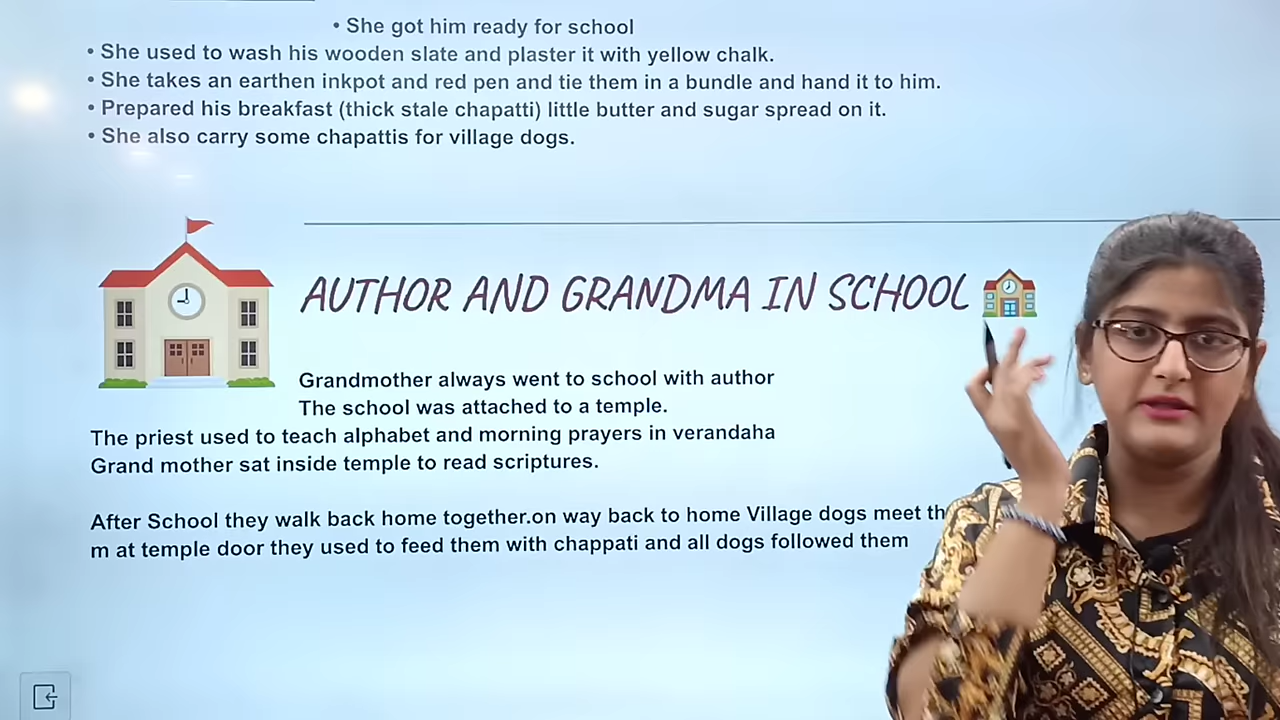 • She got him ready for school
• She used to wash his wooden slate and plaster it with yellow chalk.
• She takes an earthen inkpot and red pen and tie them in a bundle and hand it to him.
• Prepared his breakfast (thick stale chapatti) little butter and sugar spread on it.
• She also carry some chapattis for village dogs.
AUTHOR AND GRANDMA IN SCHOOL
Grandmother always went to school with author
The school was attached to a temple.
The priest used to teach alphabet and morning prayers in verandaha
Grand mother sat inside temple to read scriptures.
After School they walk back home together.on way back to home Village dogs meet th
m at temple door they used to feed them with chappati and all dogs followed them